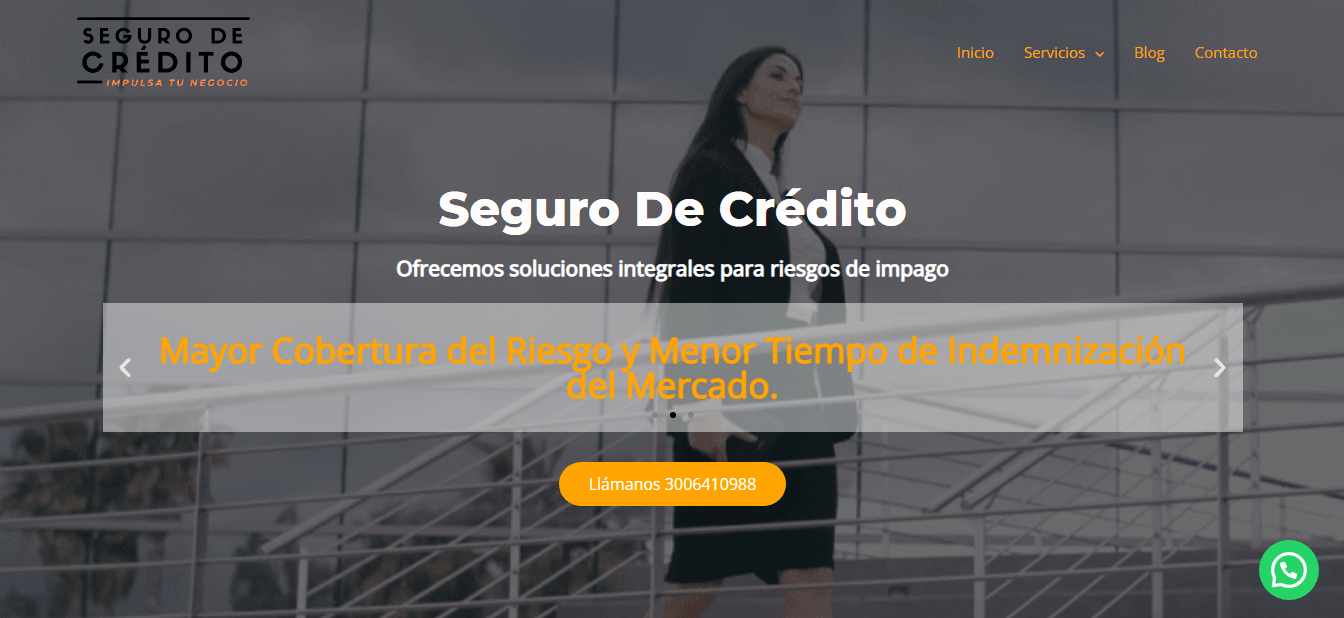 SEGURO DE
CRÉDITO
IMPULSA TU NEGOCIO
Inicio
Servicios
Blog
Contacto
Seguro De Crédito
Ofrecemos soluciones integrales para riesgos de impago
Mayor Cobertura del Riesgo y Menor Tiempo de Indemnización
del Mercado.
Llámanos 3006410988